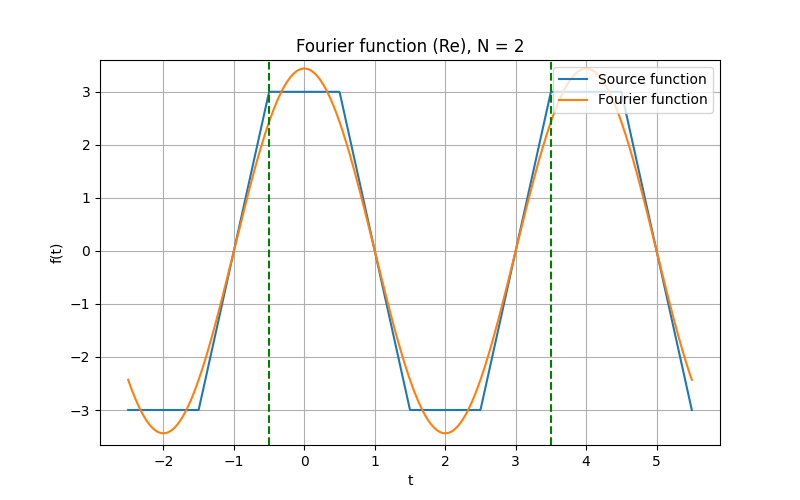 Fourier function (Re), N = 2
Source function
Fourier function
f(t)
3
2
1
0
−1
−2
−3
−2 −1 0 1 2 3 4 5
t